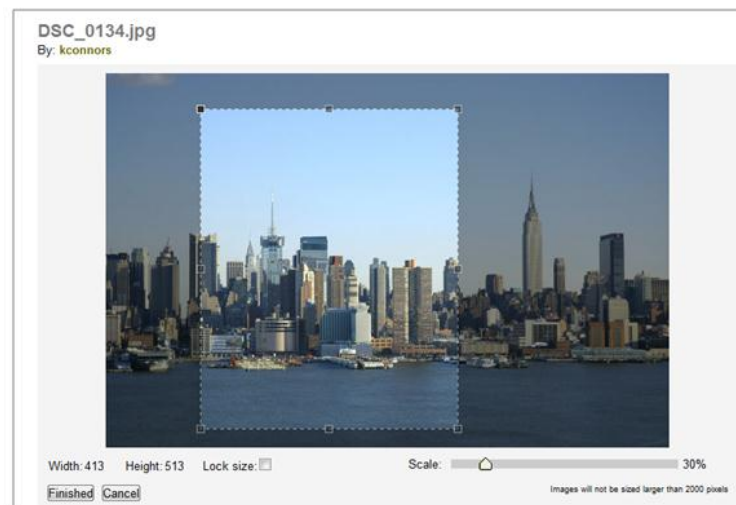 DSC_0134.jpg
By: kconnors
Width: 413 Height: 513 Lock size: Scale: 30%
Finished Cancel Images will not be sized larger than 2000 pixels